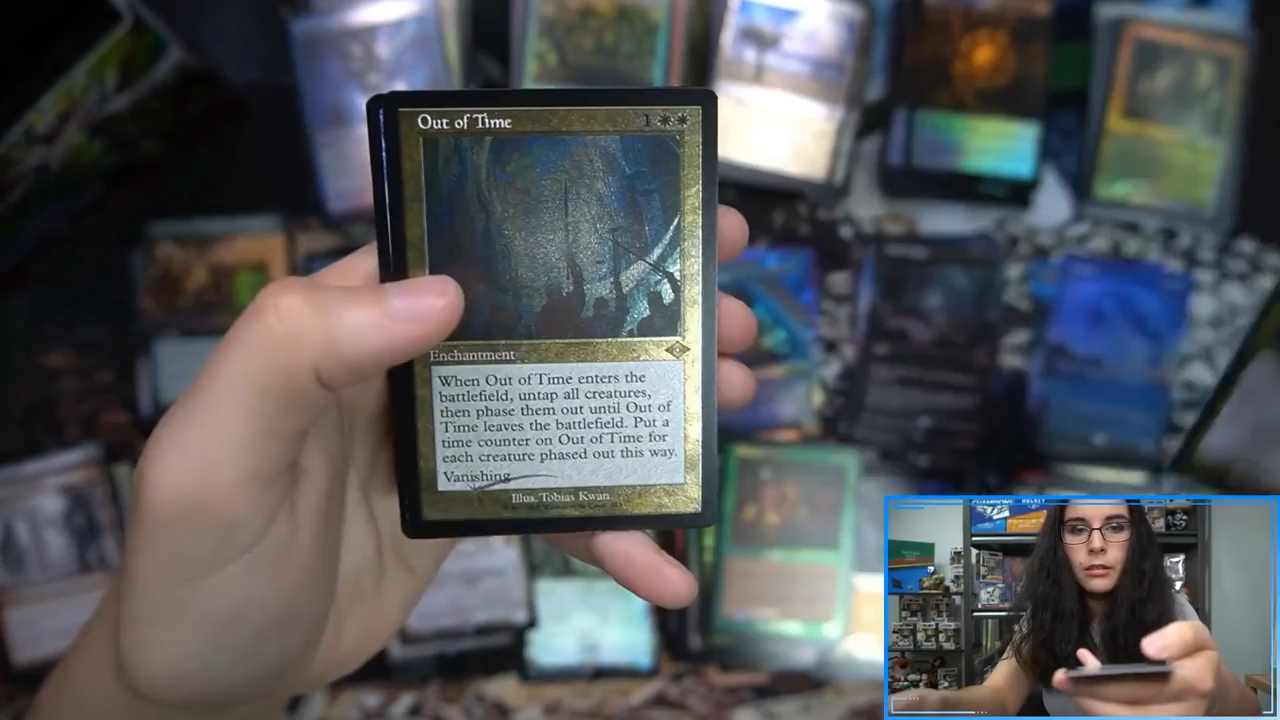 Out of Time 1
Enchantment
When Out of Time enters the
battlefield, untap all creatures,
then phase them out until Out of
Time leaves the battlefield. Put a
time counter on Out of Time for
each creature phased out this way.
Vanishing
Illus. Tobias Kwan